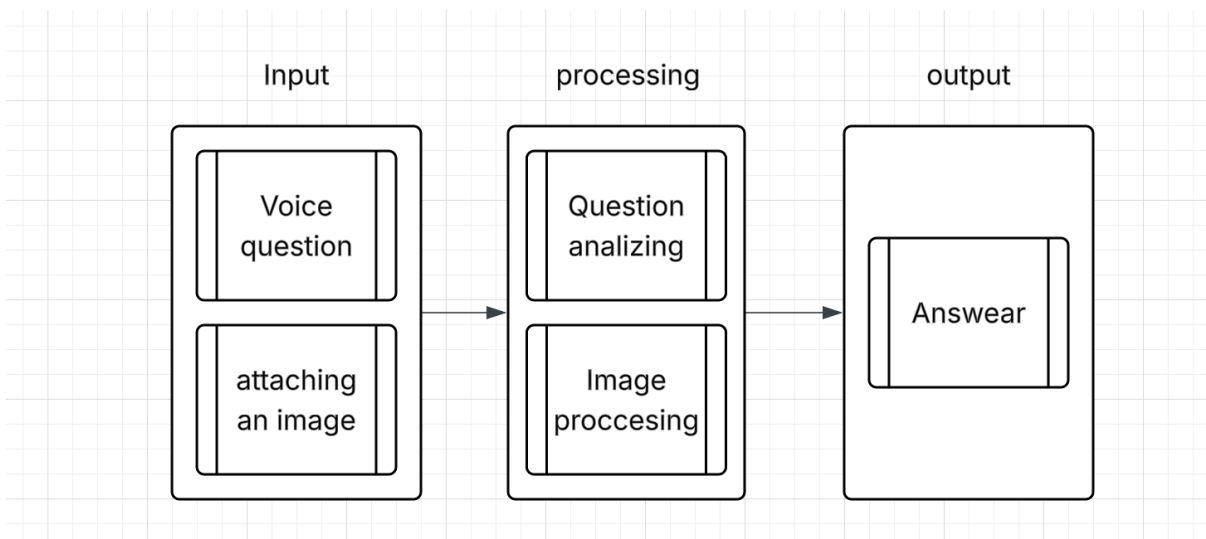 Input
processing
output
Voice
question
attaching
an image
Question
analizing
Image
proccesing
Answear